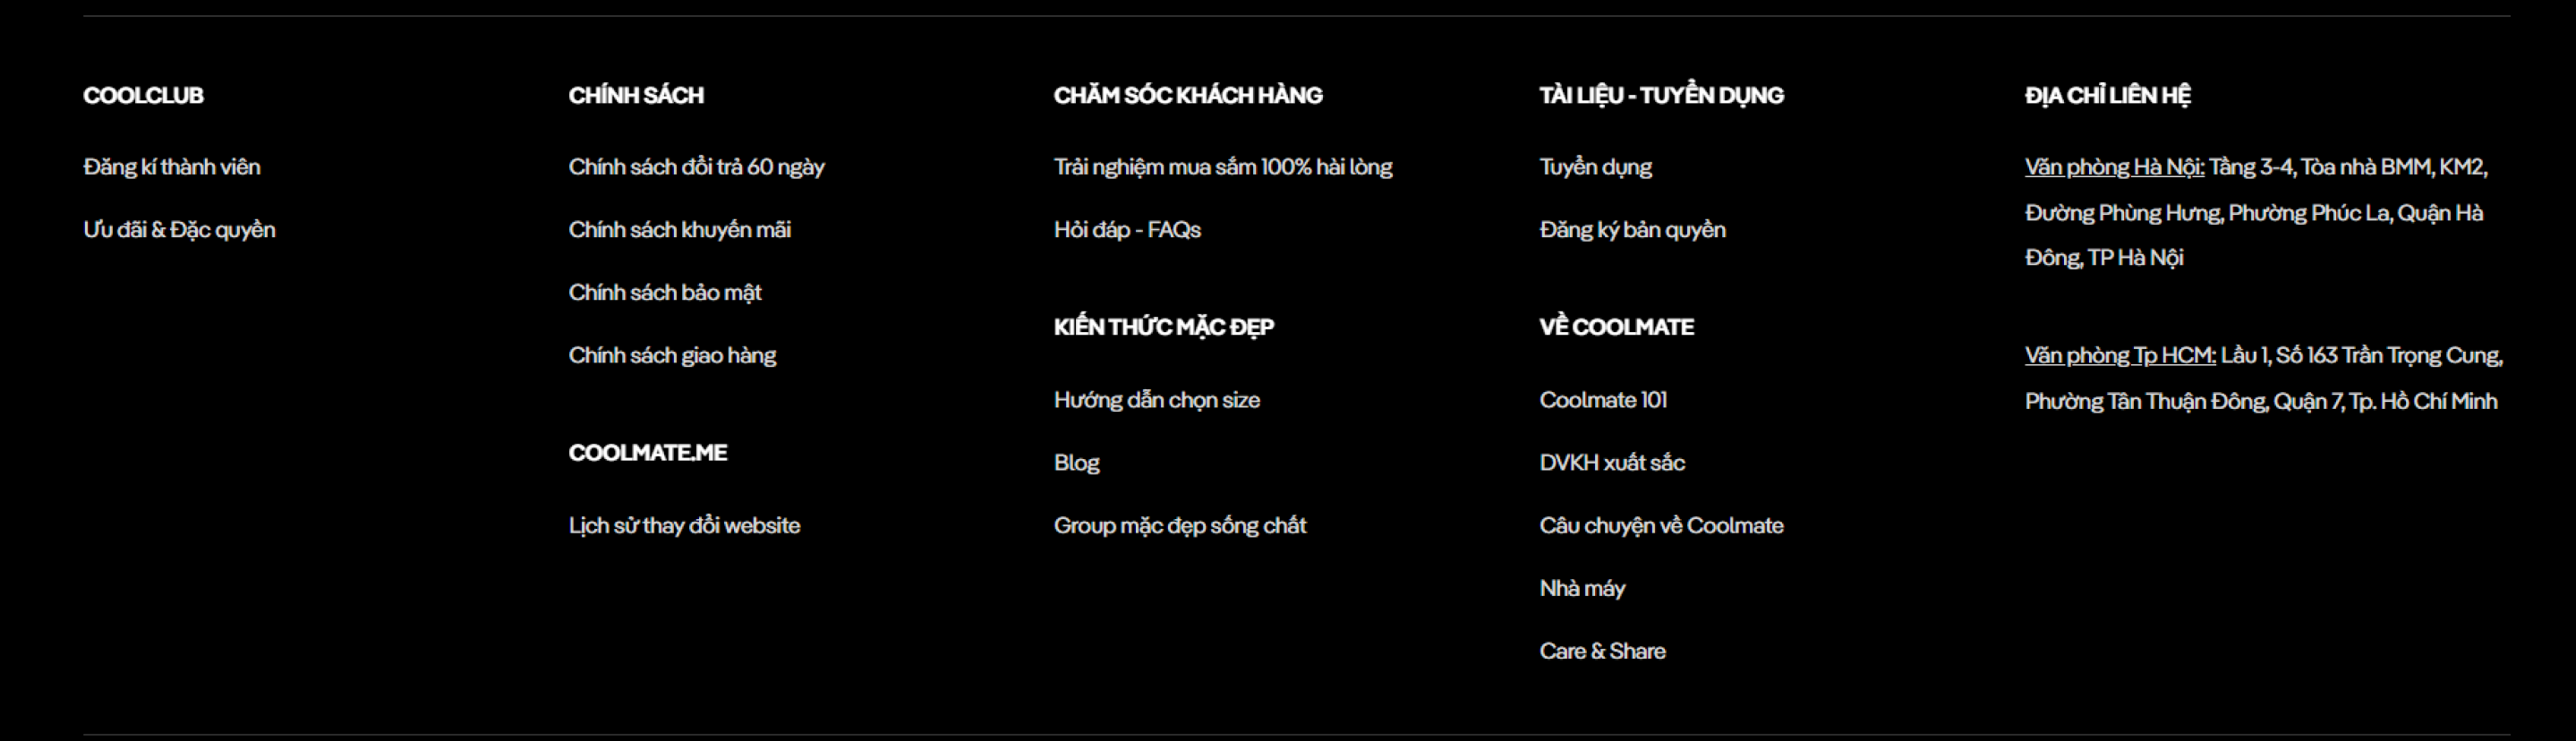 COOLCLUB
Đăng kí thành viên
Ưu đãi & Đặc quyền
CHÍNH SÁCH
Chính sách đổi trả 60 ngày
Chính sách khuyến mãi
Chính sách bảo mật
Chính sách giao hàng
COOLMATE.ME
Lịch sử thay đổi website
CHĂM SÓC KHÁCH HÀNG
Trải nghiệm mua sắm 100% hài lòng
Hỏi đáp - FAQs
KIẾN THỨC MẶC ĐẸP
Hướng dẫn chọn size
Blog
Group mặc đẹp sống chất
TÀI LIỆU - TUYỂN DỤNG
Tuyển dụng
Đăng ký bản quyền
VỀ COOLMATE
Coolmate 101
DVKH xuất sắc
Câu chuyện về Coolmate
Nhà máy
Care & Share
ĐỊA CHỈ LIÊN HỆ
Văn phòng Hà Nội: Tầng 3-4, Tòa nhà BMM, KM2,
Đường Phùng Hưng, Phường Phúc La, Quận Hà
Đông, TP Hà Nội
Văn phòng Tp HCM: Lầu 1, Số 163 Trần Trọng Cung,
Phường Tân Thuận Đông, Quận 7, Tp. Hồ Chí Minh